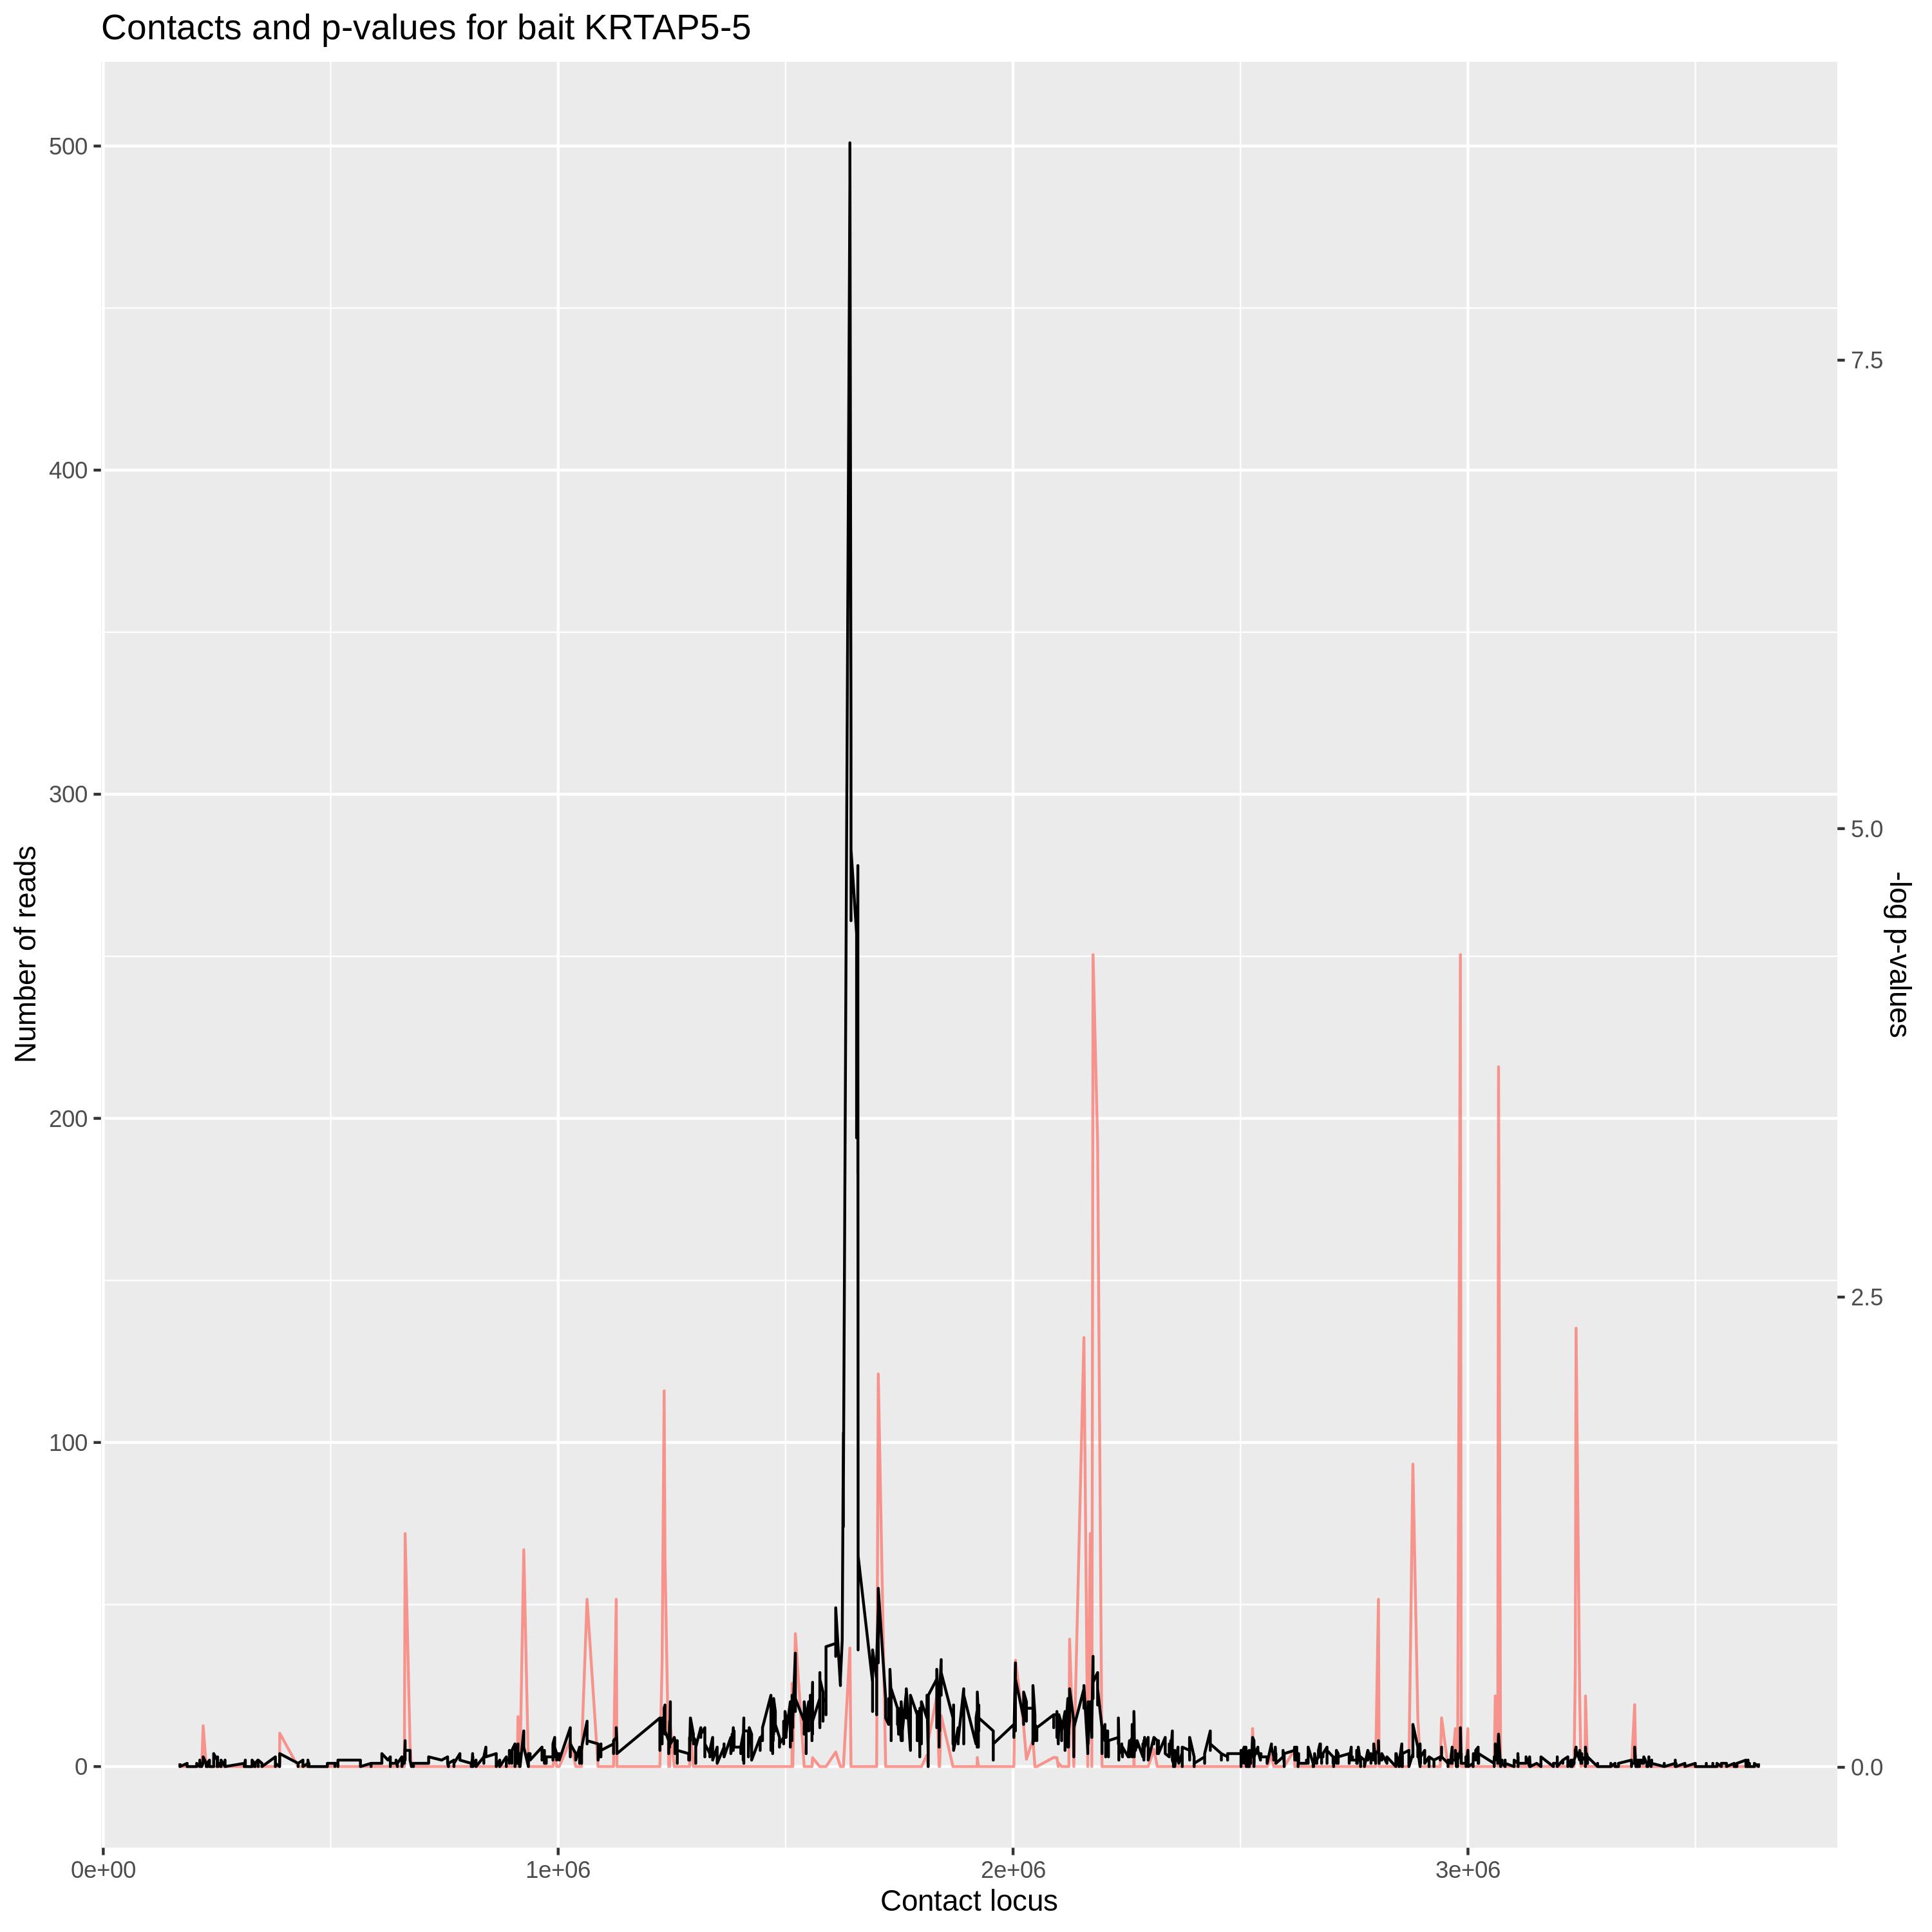 Contacts and p-values for bait KRTAP5-5
500
400
300
200
100
0
Number of reads
7.5
5.0
2.5
0.0
-log p-values
0e+00
1e+06
2e+06
3e+06
Contact locus